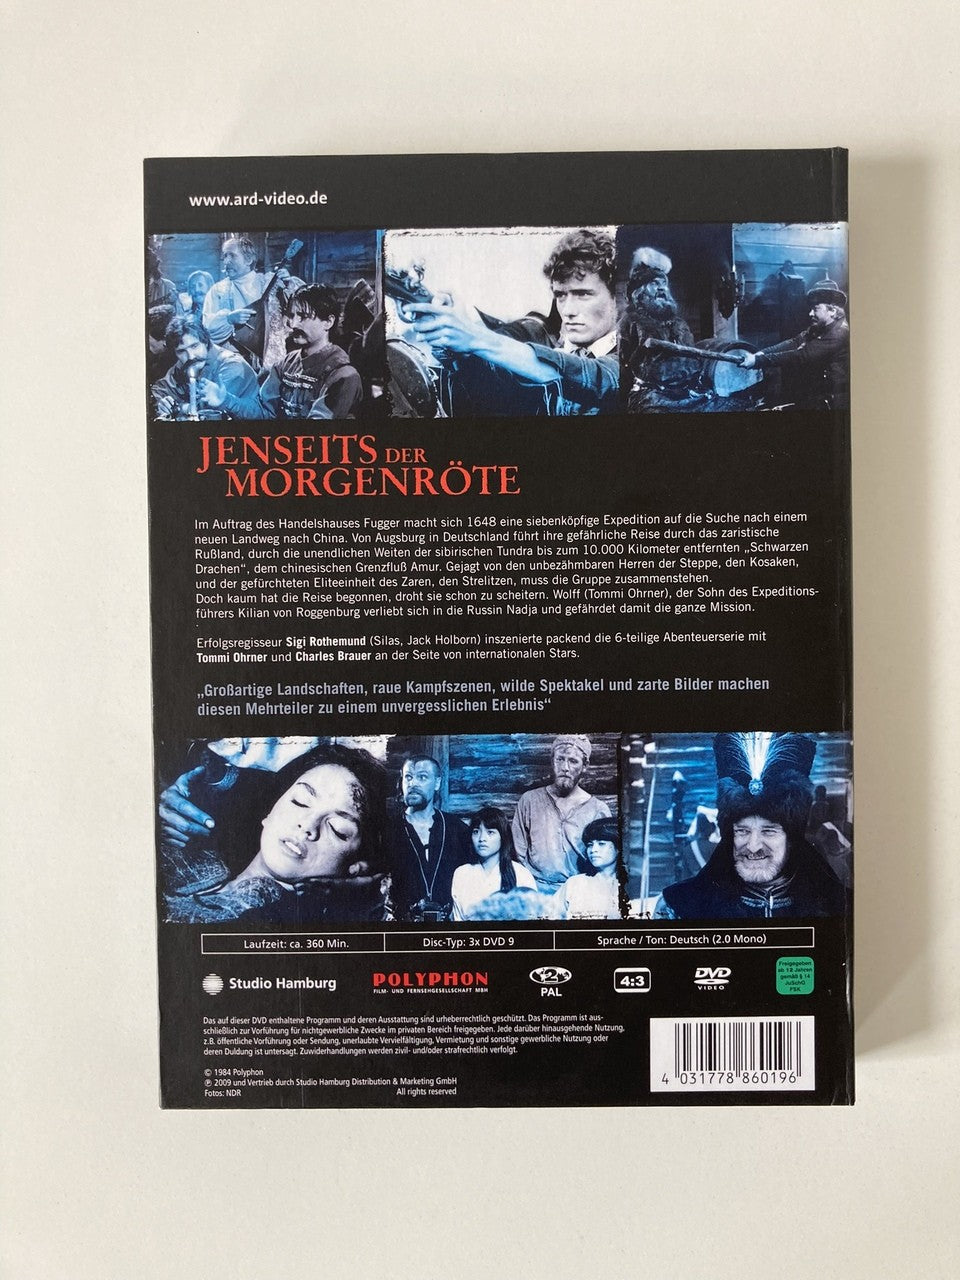 www.ard-video.de
JENSEITS DER
MORGENRÖTE
Im Auftrag des Handelshauses Fugger macht sich 1648 eine siebenköpfige Expedition auf die Suche nach einem
neuen Landweg nach China. Von Augsburg in Deutschland führt ihre gefährliche Reise durch das zaristische
Rußland, durch die unendlichen Weiten der sibirischen Tundra bis zum 10.000 Kilometer entfernten „Schwarzen
Drachen“, dem chinesischen Grenzfluß Amur. Gejagt von den unbezähmbaren Herren der Steppe, den Kosaken,
und der gefürchteten Eliteeinheit des Zaren, den Strelitzen, muss die Gruppe zusammenstehen.
Doch kaum hat die Reise begonnen, droht sie schon zu scheitern. Wolff (Tommi Ohrner), der Sohn des Expeditions-
führers Kilian von Roggenburg verliebt sich in die Russin Nadja und gefährdet damit die ganze Mission.
Erfolgsregisseur Sigi Rothemund (Silas, Jack Holborn) inszenierte packend die 6-teilige Abenteuerserie mit
Tommi Ohrner und Charles Brauer an der Seite von internationalen Stars.
„Großartige Landschaften, raue Kampfszenen, wilde Spektakel und zarte Bilder machen
diesen Mehrteiler zu einem unvergesslichen Erlebnis“
Laufzeit: ca. 360 Min. Disc-Typ: 3x DVD 9 Sprache / Ton: Deutsch (2.0 Mono)
Studio Hamburg
POLYPHON
FILM- UND FERNSEHGESELLSCHAFT MBH
2
PAL
4:3
DVD
VIDEO
Freigegeben
ab 12 Jahren
gemäß § 14
JuSchG
FSK
Das auf dieser DVD enthaltene Programm und deren Ausstattung sind urheberrechtlich geschützt. Das Programm ist aus-
schließlich zur Vorführung für nichtgewerbliche Zwecke im privaten Bereich freigegeben. Jede darüber hinausgehende Nutzung,
z.B. öffentliche Vorführung oder Sendung, unerlaubte Vervielfältigung, Vermietung und sonstige gewerbliche Nutzung oder
deren Duldung ist untersagt. Zuwiderhandlungen werden zivil- und/oder strafrechtlich verfolgt.
© 1984 Polyphon
℗ 2009 und Vertrieb durch Studio Hamburg Distribution & Marketing GmbH
Fotos: NDR All rights reserved
4 031778 860196